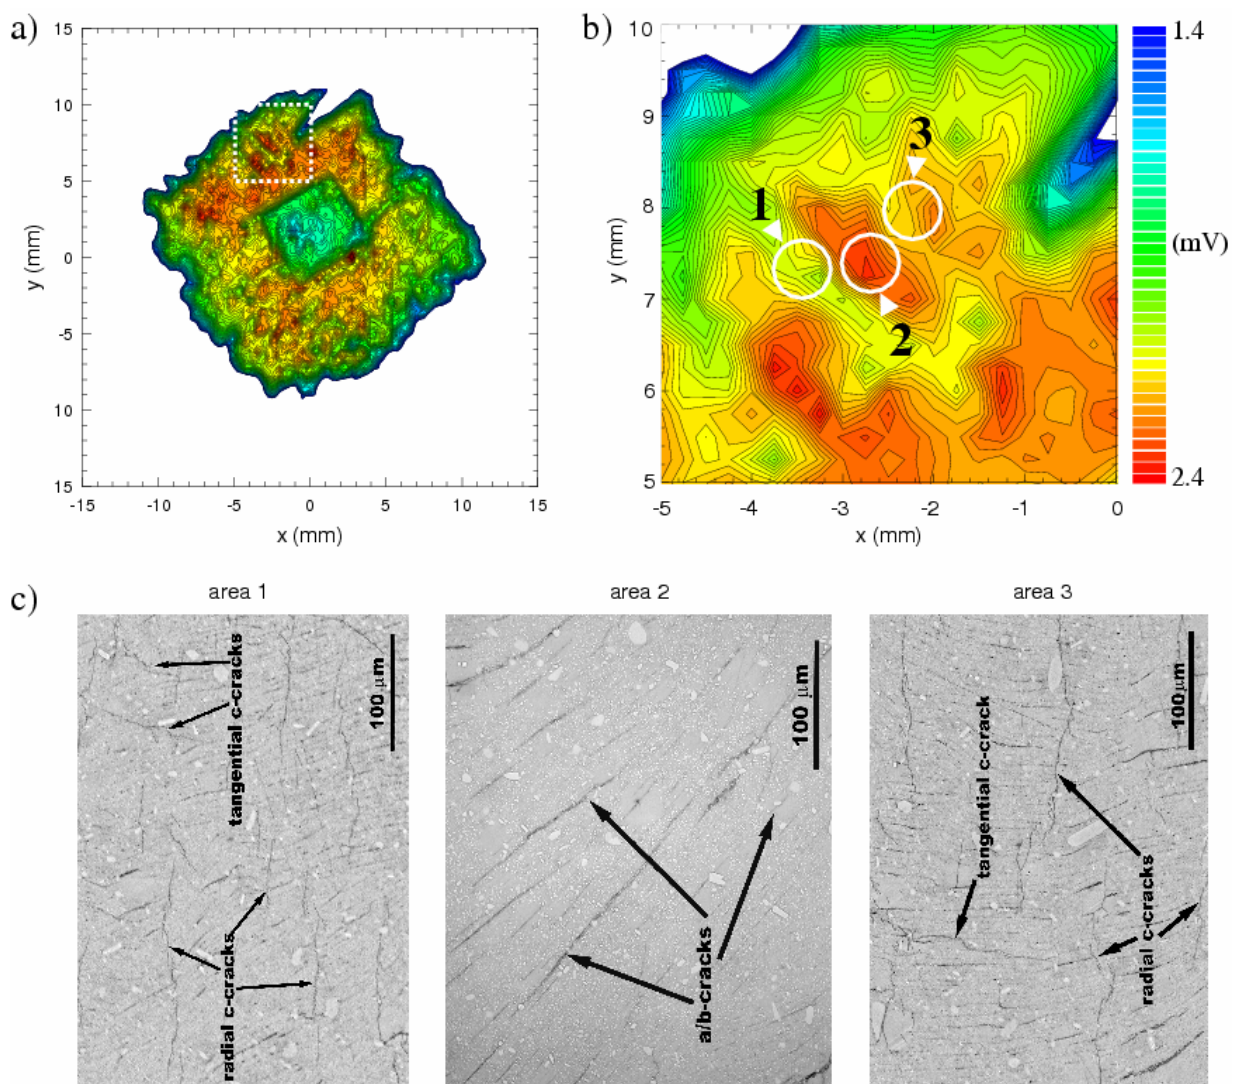 a)
15
10
5
0
-5
10
15
y (mm)
-15
-10
-5
0
5
10
15
x (mm)
b)
10
9
8
7
6
5
y (mm)
-5
-4
-3
-2
-1
0
x (mm)
1
2
3
1.4
(mV)
2.4
c)
area 1
area 2
area 3
tangential c-cracks
100 μm
radial c-cracks
100 μm
a/b-cracks
100μm
tangential c-crack
radial c-cracks